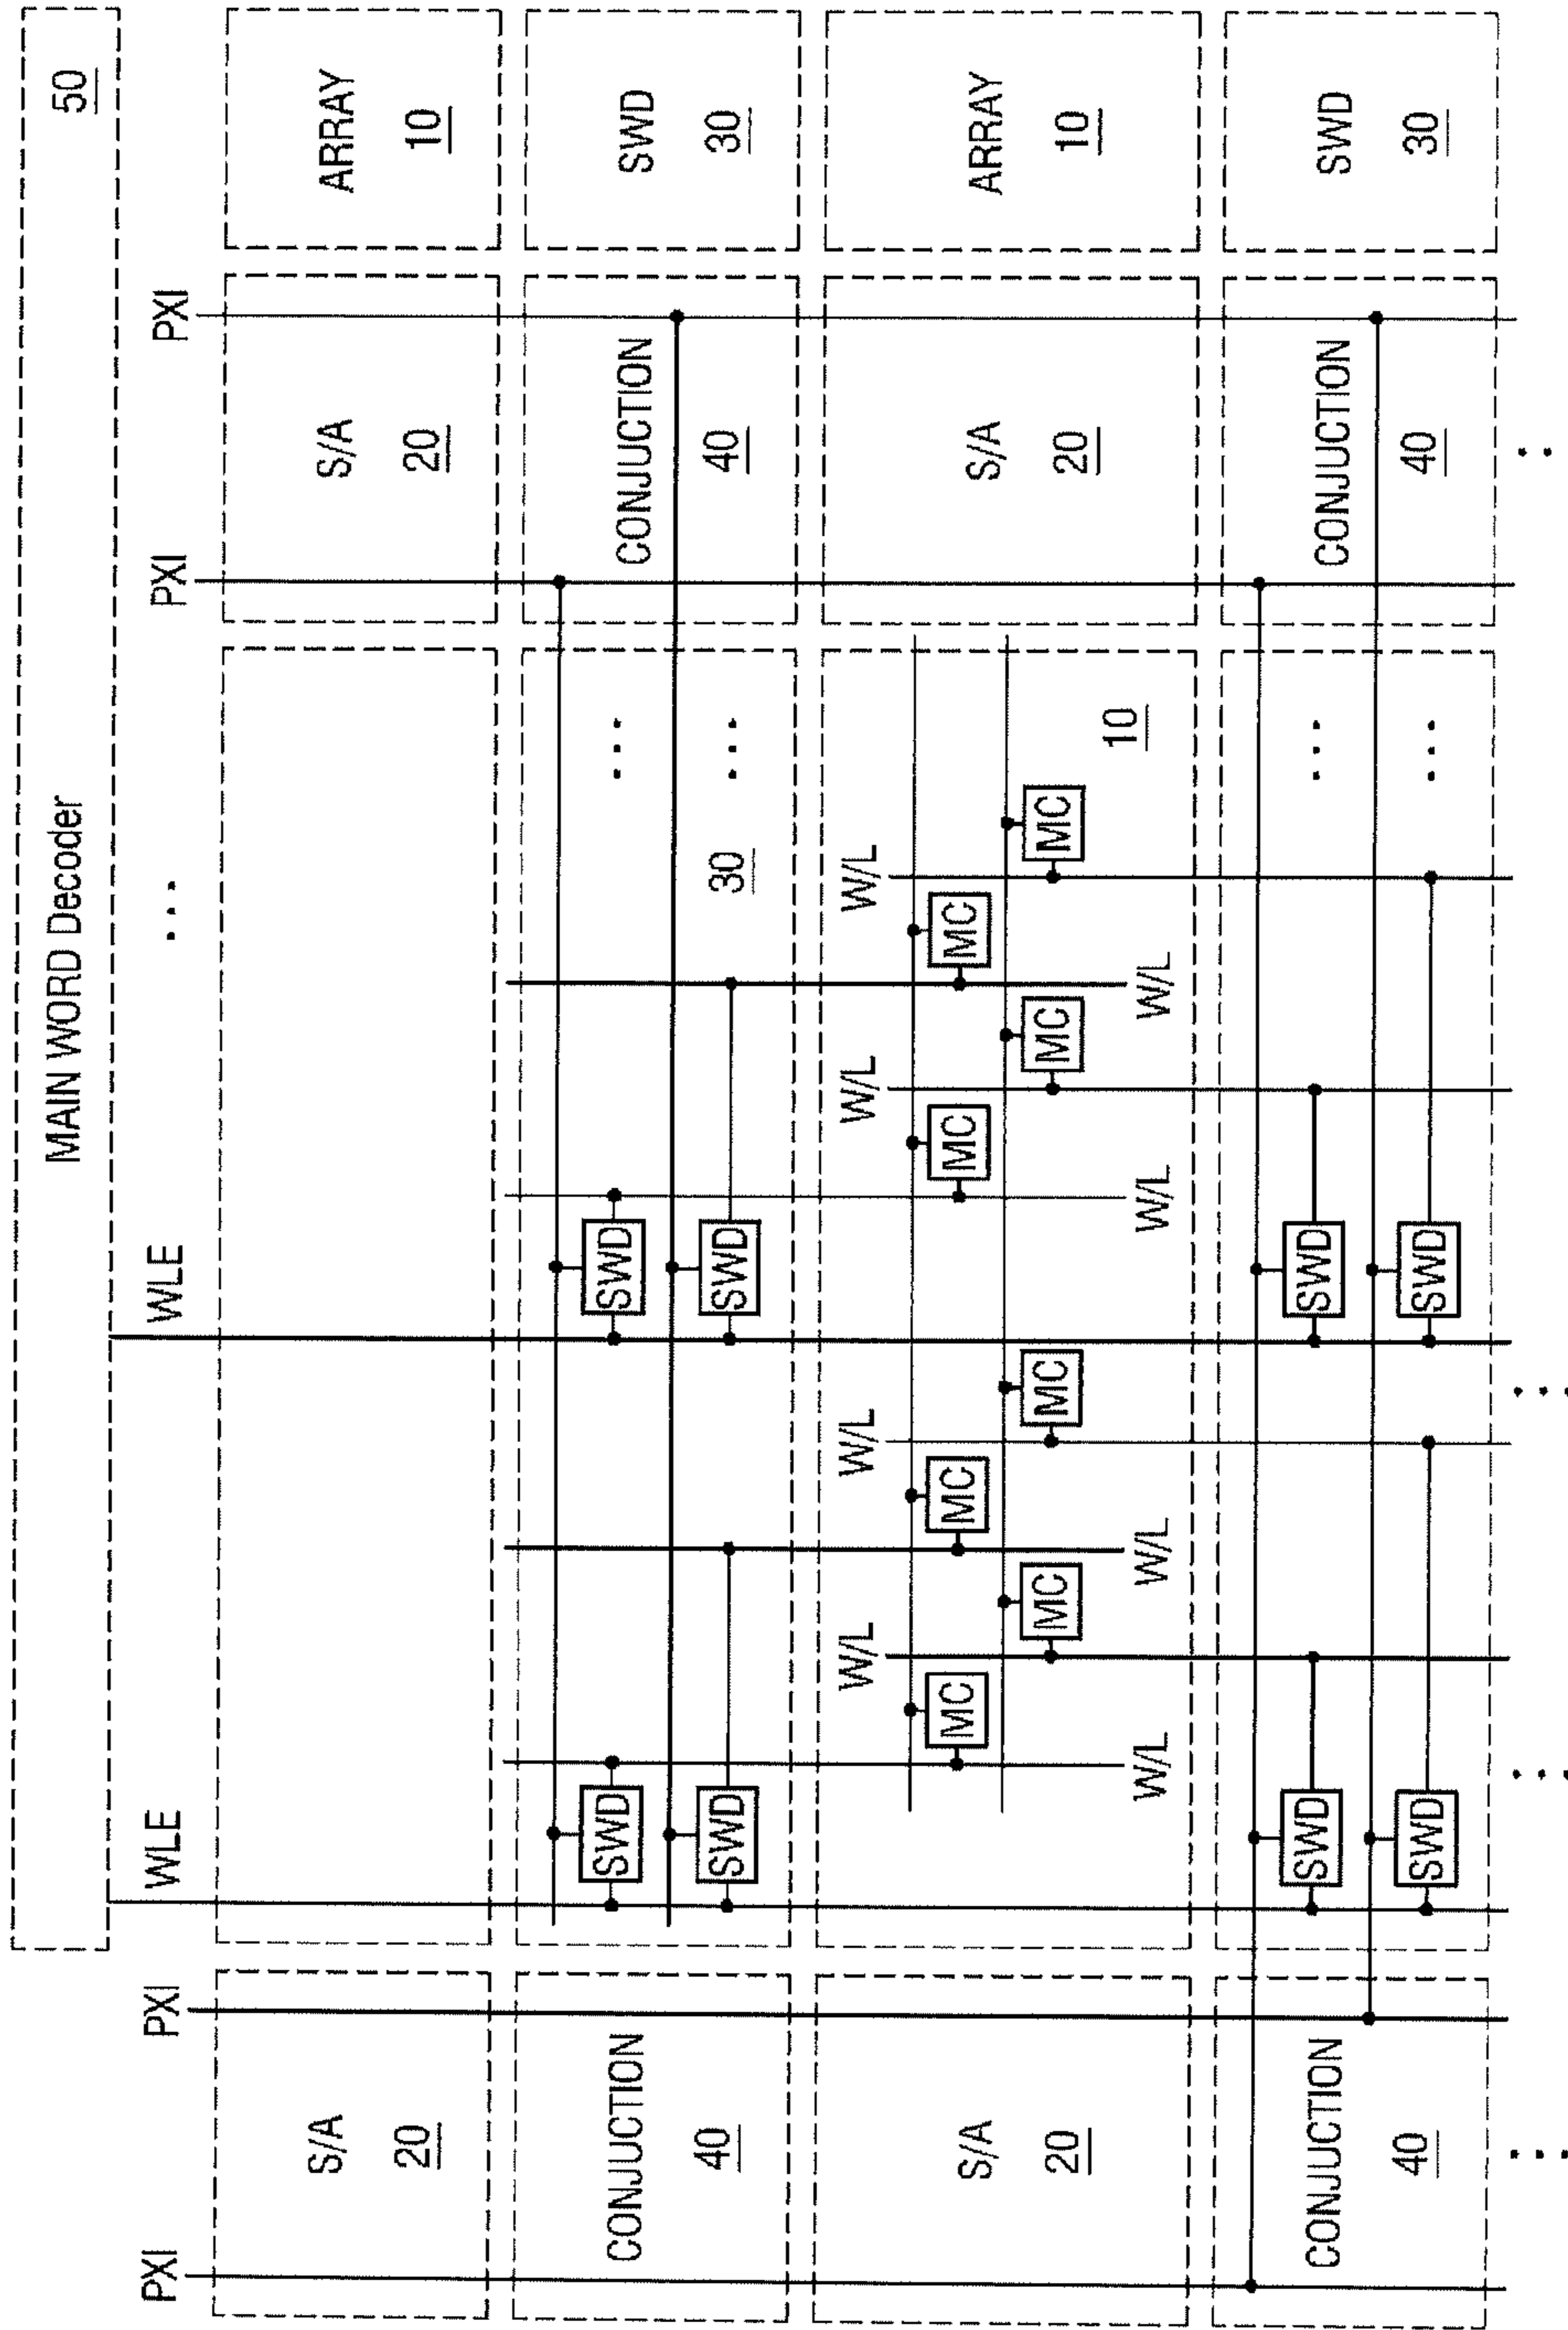 MAIN WORD Decoder 50
PXI PXI WLE WLE ... PXI PXI
S/A S/A ARRAY
20 20 10
CONJUCTION SWD SWD ... CONJUCTION SWD
40 SWD SWD 30 ... 40 30
W/L W/L W/L W/L
MC MC MC MC
S/A S/A ARRAY
MC MC MC MC
20 10 20 10
W/L W/L W/L W/L
CONJUCTION SWD SWD ... CONJUCTION SWD
40 SWD SWD ... 40 30